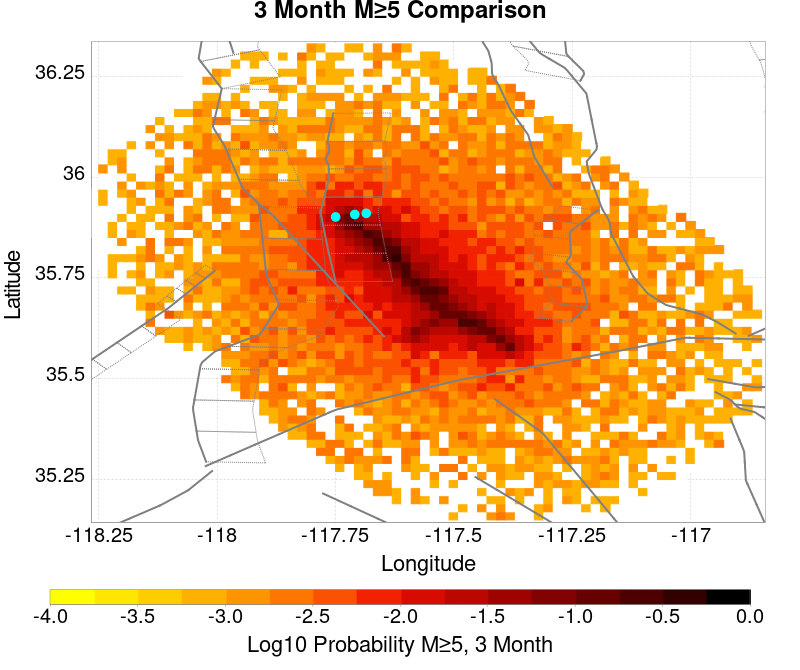 3 Month M≥5 Comparison
36.25
36
35.75
35.5
35.25
Latitude
-118.25 -118 -117.75 -117.5 -117.25 -117
Longitude
-4.0 -3.5 -3.0 -2.5 -2.0 -1.5 -1.0 -0.5 0.0
Log10 Probability M≥5, 3 Month